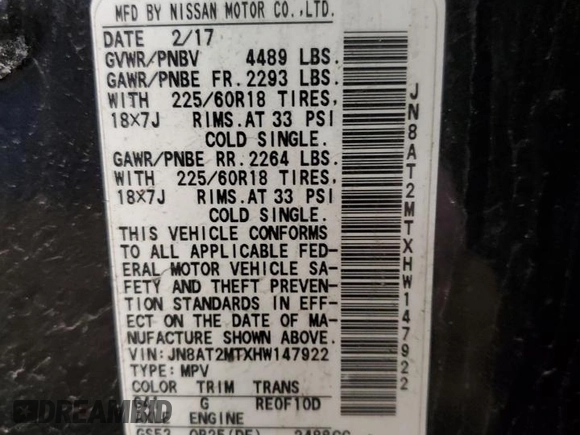 MFD BY NISSAN MOTOR CO.,LTD.
DATE 2/17
GVWR/PNBV 4489 LBS.
GAWR/PNBE FR. 2293 LBS.
WITH 225/60R18 TIRES,
18×7J RIMS.AT 33 PSI
COLD SINGLE.
GAWR/PNBE RR. 2264 LBS.
WITH 225/60R18 TIRES,
18×7J RIMS.AT 33 PSI
COLD SINGLE.
THIS VEHICLE CONFORMS
TO ALL APPLICABLE FED-
ERAL MOTOR VEHICLE SA-
FETY AND THEFT PREVEN-
TION STANDARDS IN EFF-
ECT ON THE DATE OF MA-
NUFACTURE SHOWN ABOVE.
VIN:JN8AT2MTXHW147922
TYPE:MPV
COLOR TRIM TRANS
G RE0F10D
ENGINE
JN8AT2MTXHW147922